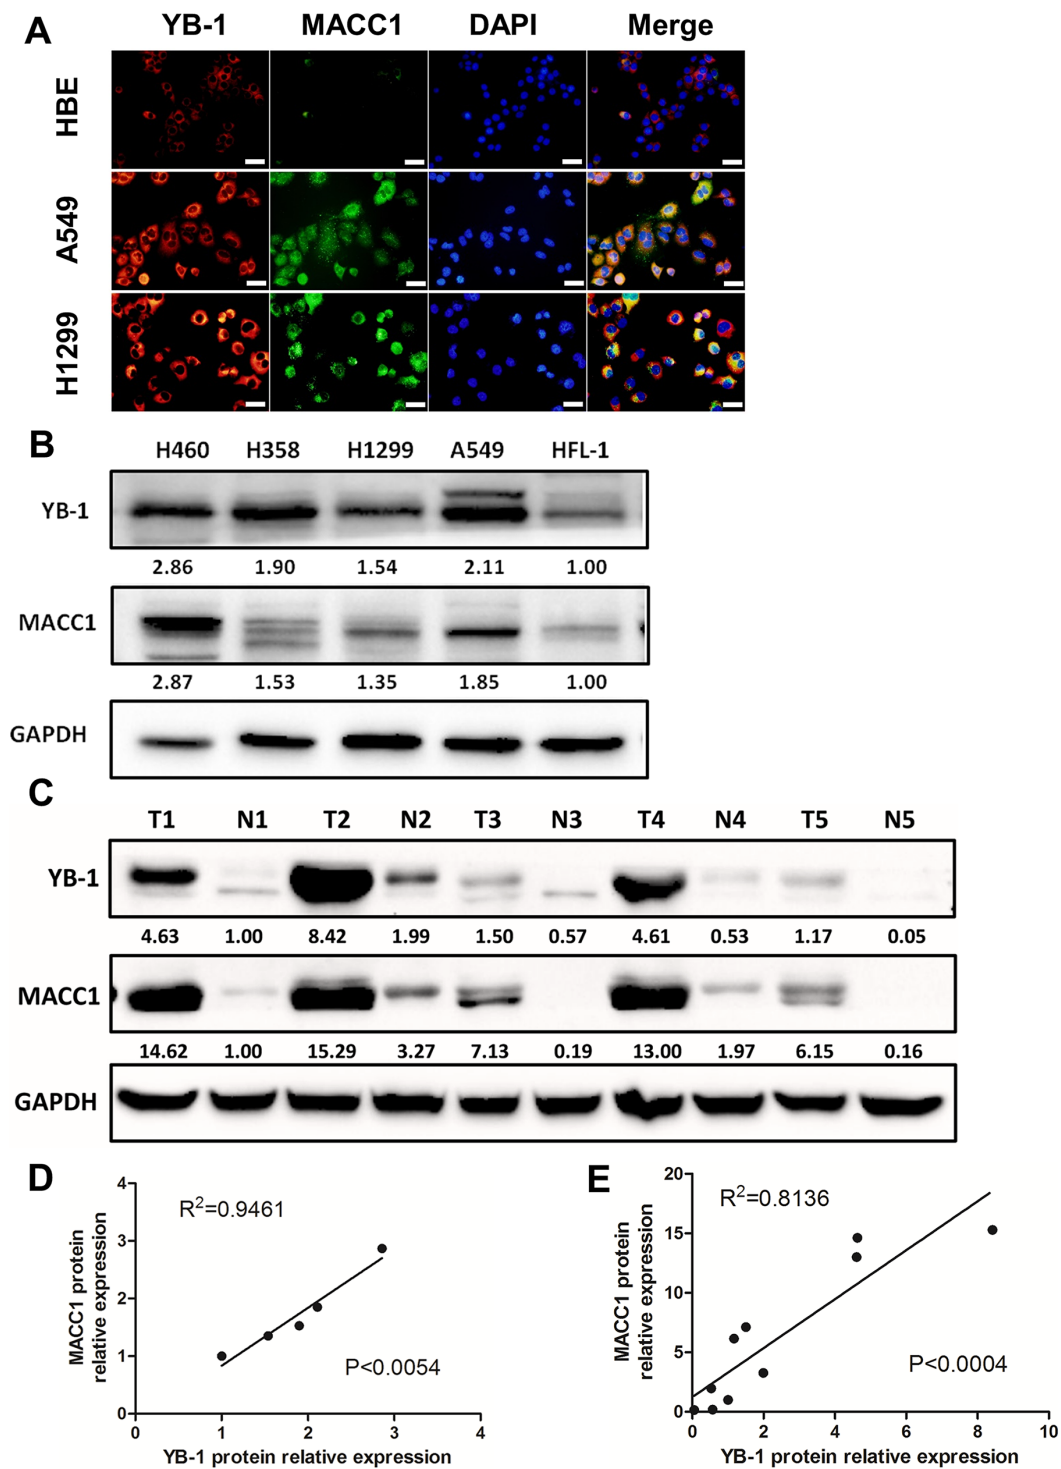 A
YB-1 MACC1 DAPI Merge
HBE
A549
H1299
B
H460 H358 H1299 A549 HFL-1
YB-1
2.86 1.90 1.54 2.11 1.00
MACC1
2.87 1.53 1.35 1.85 1.00
GAPDH
C
T1 N1 T2 N2 T3 N3 T4 N4 T5 N5
YB-1
4.63 1.00 8.42 1.99 1.50 0.57 4.61 0.53 1.17 0.05
MACC1
14.62 1.00 15.29 3.27 7.13 0.19 13.00 1.97 6.15 0.16
GAPDH
D
MACC1 protein
relative expression
4
3
2
1
0
R²=0.9461
P<0.0054
0 1 2 3 4
YB-1 protein relative expression
E
MACC1 protein
relative expression
20
15
10
5
0
R²=0.8136
P<0.0004
0 2 4 6 8 10
YB-1 protein relative expression